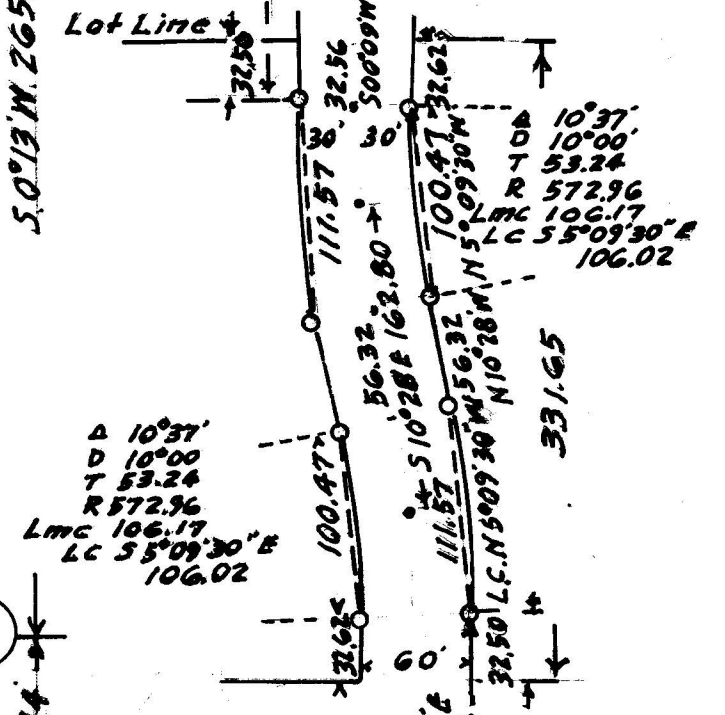 S.0°13'W. 265
Lot Line
32.50
32.56
S00°09'W
32.62
30' 30'
111.57
100.47
N5°09'30"W
Δ 10°37'
D 10°00'
T 53.24
R 572.96
Lmc 106.17
LC S 5°09'30"E
106.02
56.32
S10°28'E 162.80
56.32
N10°28'W
331.65
Δ 10°37'
D 10°00
T 53.24
R 572.96
Lmc 106.17
LC S 5°09'30"E
106.02
100.47
111.57
L.C. N5°09'30"W
32.62
60'
32.50